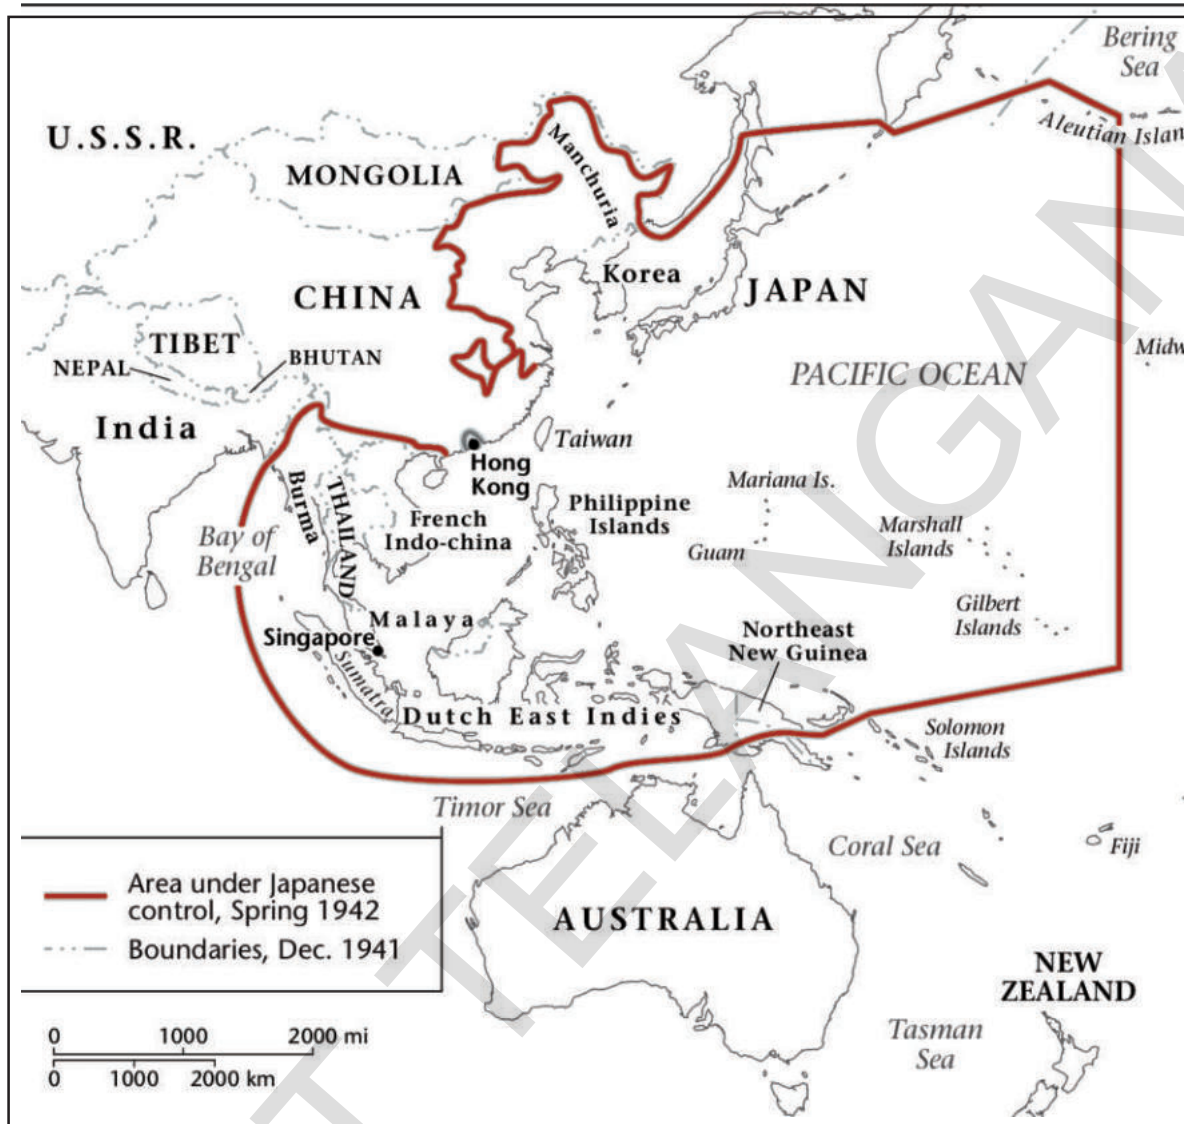 Bering
Sea
U.S.S.R.
Aleutian Islan
MONGOLIA
Manchuria
Korea
JAPAN
CHINA
TIBET
NEPAL
BHUTAN
Midw
PACIFIC OCEAN
India
Taiwan
Hong
Kong
Burma
THAILAND
Mariana Is.
Philippine
Islands
French
Indo-china
Marshall
Islands
Bay of
Bengal
Guam
Gilbert
Islands
Malaya
Singapore
Sumatra
Northeast
New Guinea
Dutch East Indies
Solomon
Islands
Timor Sea
Coral Sea
Fiji
AUSTRALIA
Area under Japanese
control, Spring 1942
Boundaries, Dec. 1941
NEW
ZEALAND
Tasman
Sea
0 1000 2000 mi
0 1000 2000 km
T TELANGANA